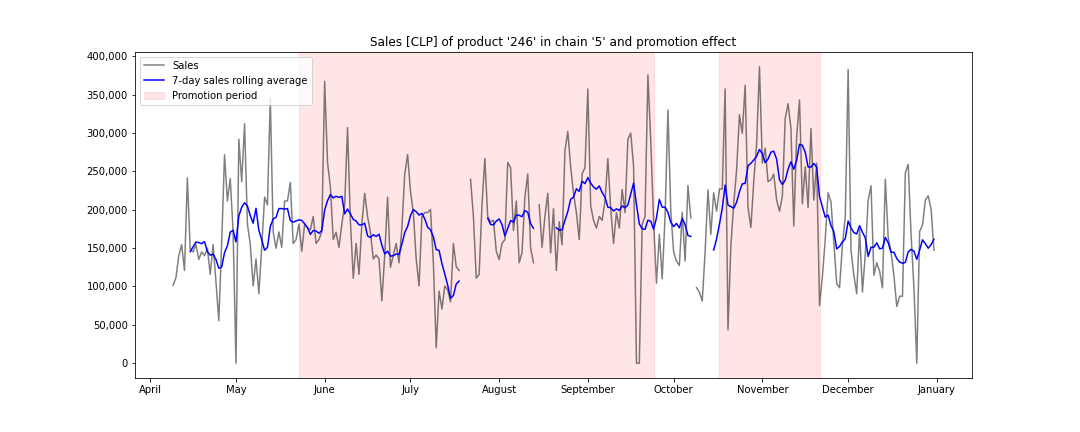 Sales [CLP] of product '246' in chain '5' and promotion effect
400,000
350,000
300,000
250,000
200,000
150,000
100,000
50,000
0
Sales
7-day sales rolling average
Promotion period
April May June July August September October November December January